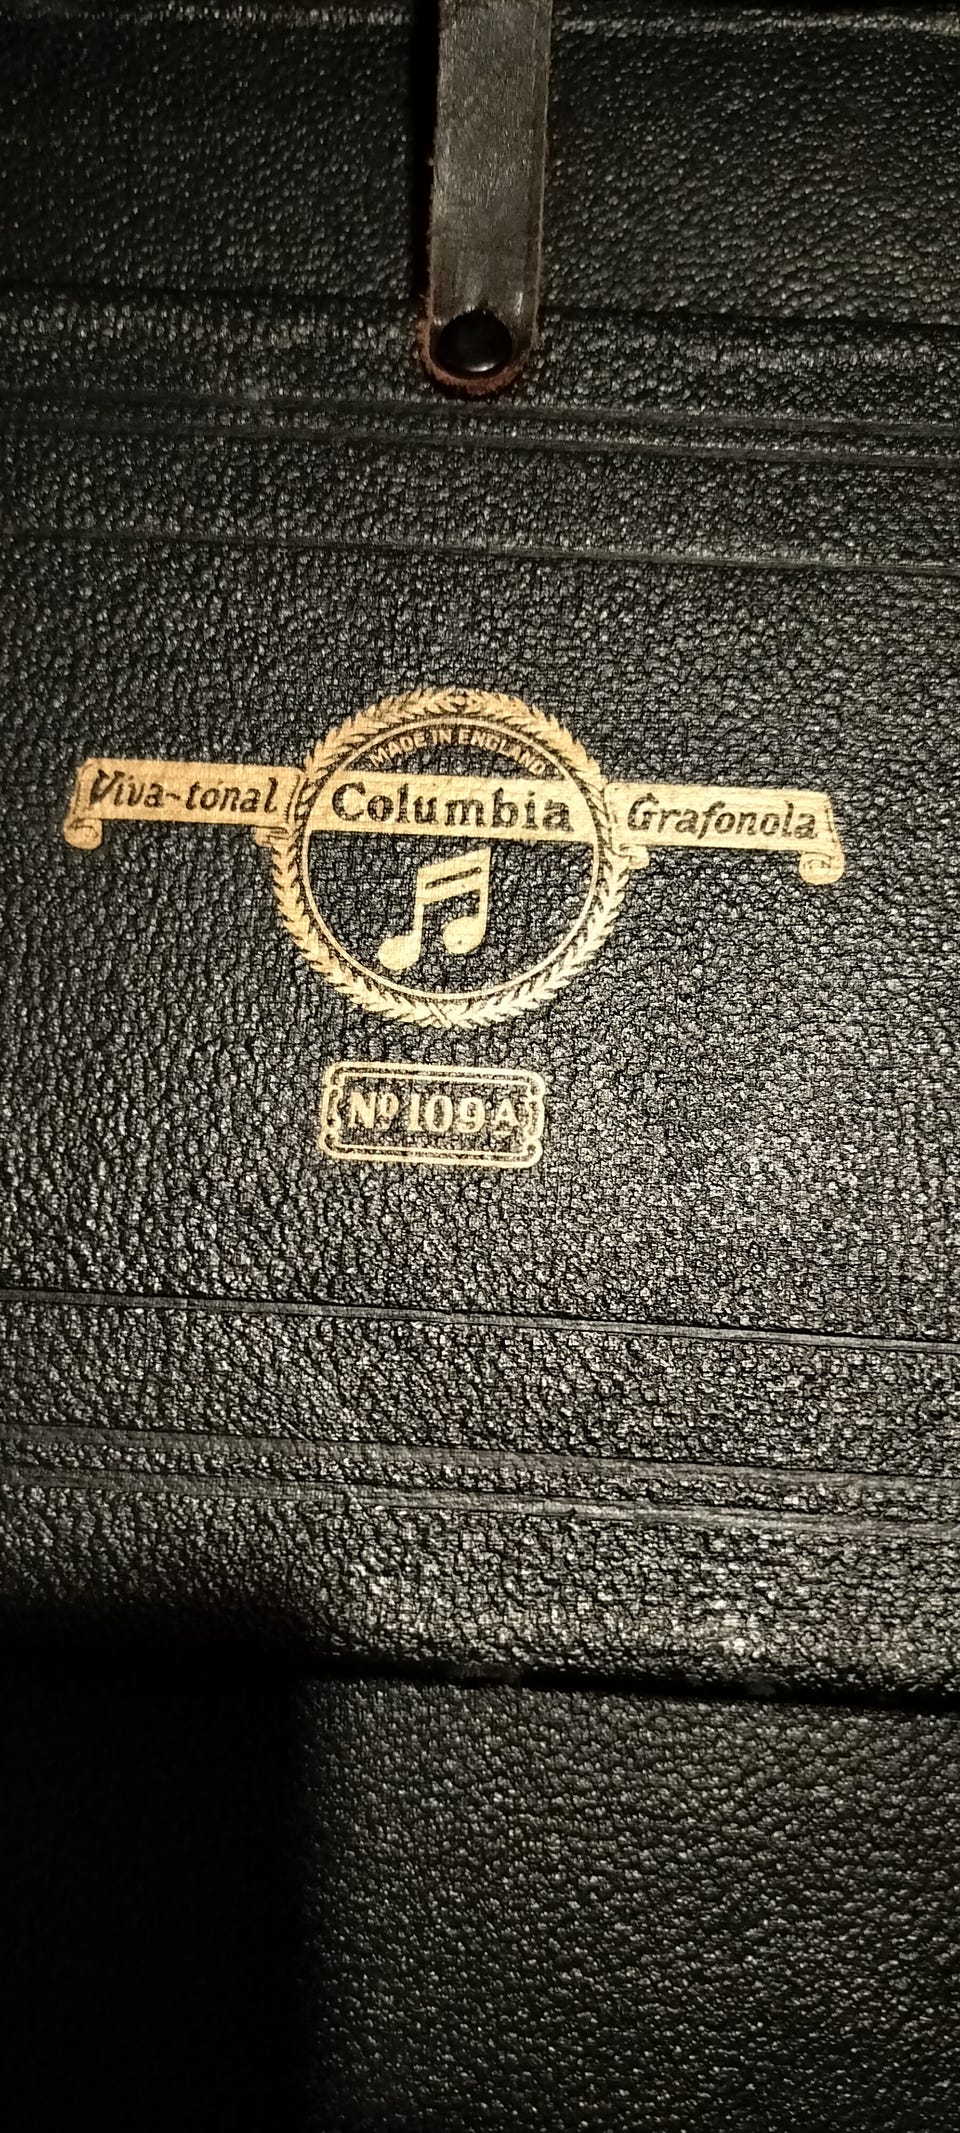 MADE IN ENGLAND
Viva-tonal Columbia Grafonola
No 109A